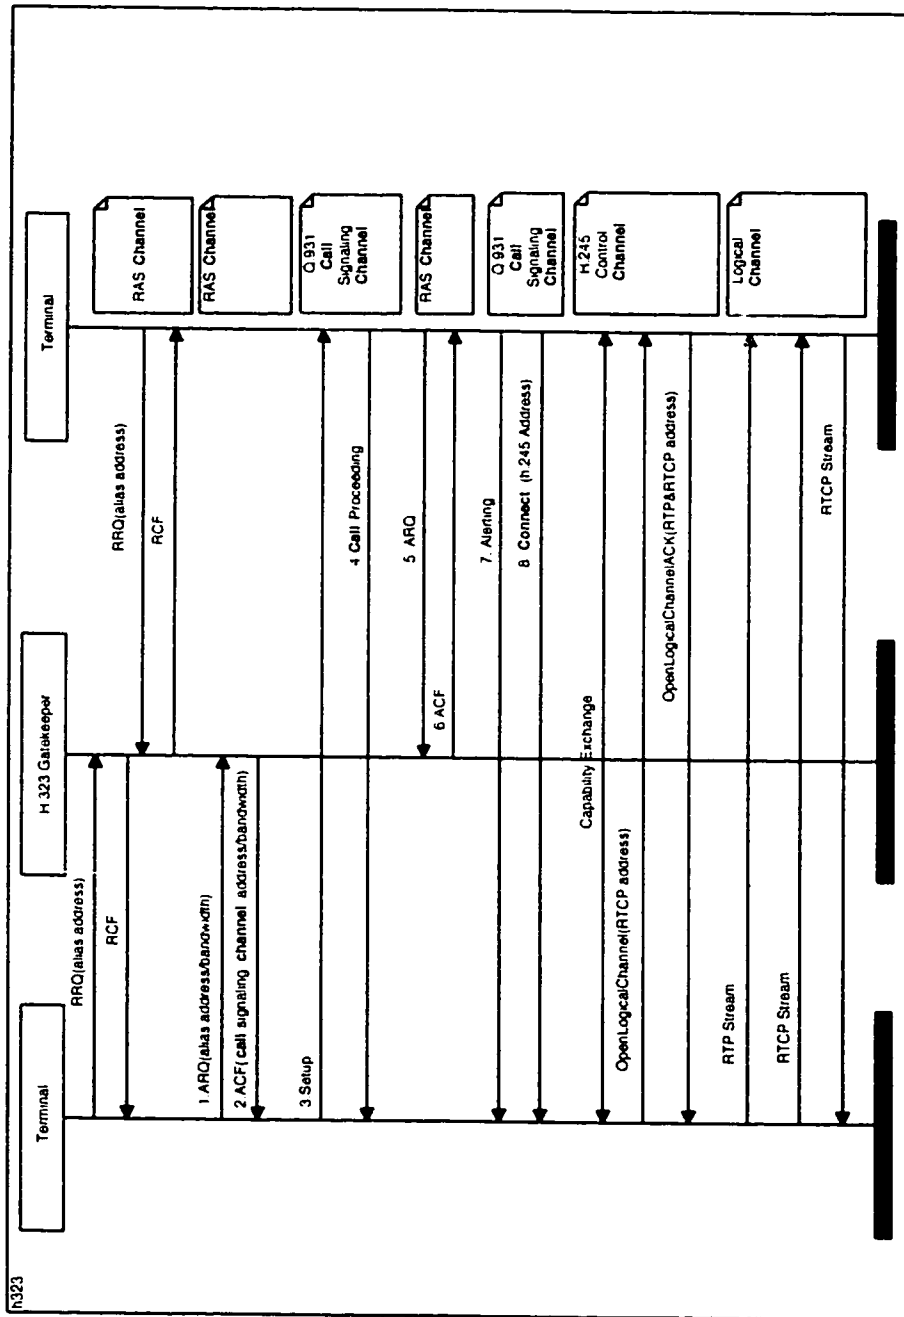 h323
Terminal
H 323 Gatekeeper
Terminal
RRQ(alias address)
RCF
RRQ(alias address)
RCF
RAS Channel
1. ARQ(alias address/bandwidth)
2. ACF( call signaling channel address/bandwidth)
RAS Channel
3 Setup
4 Call Proceeding
Q 931
Call
Signaling
Channel
5 ARQ
6 ACF
RAS Channel
7. Alerting
8 Connect (h.245 Address)
Q 931
Call
Signaling
Channel
Capability Exchange
OpenLogicalChannel(RTCP address)
OpenLogicalChannelACK(RTP&RTCP address)
H.245
Control
Channel
RTP Stream
RTCP Stream
RTCP Stream
Logical
Channel